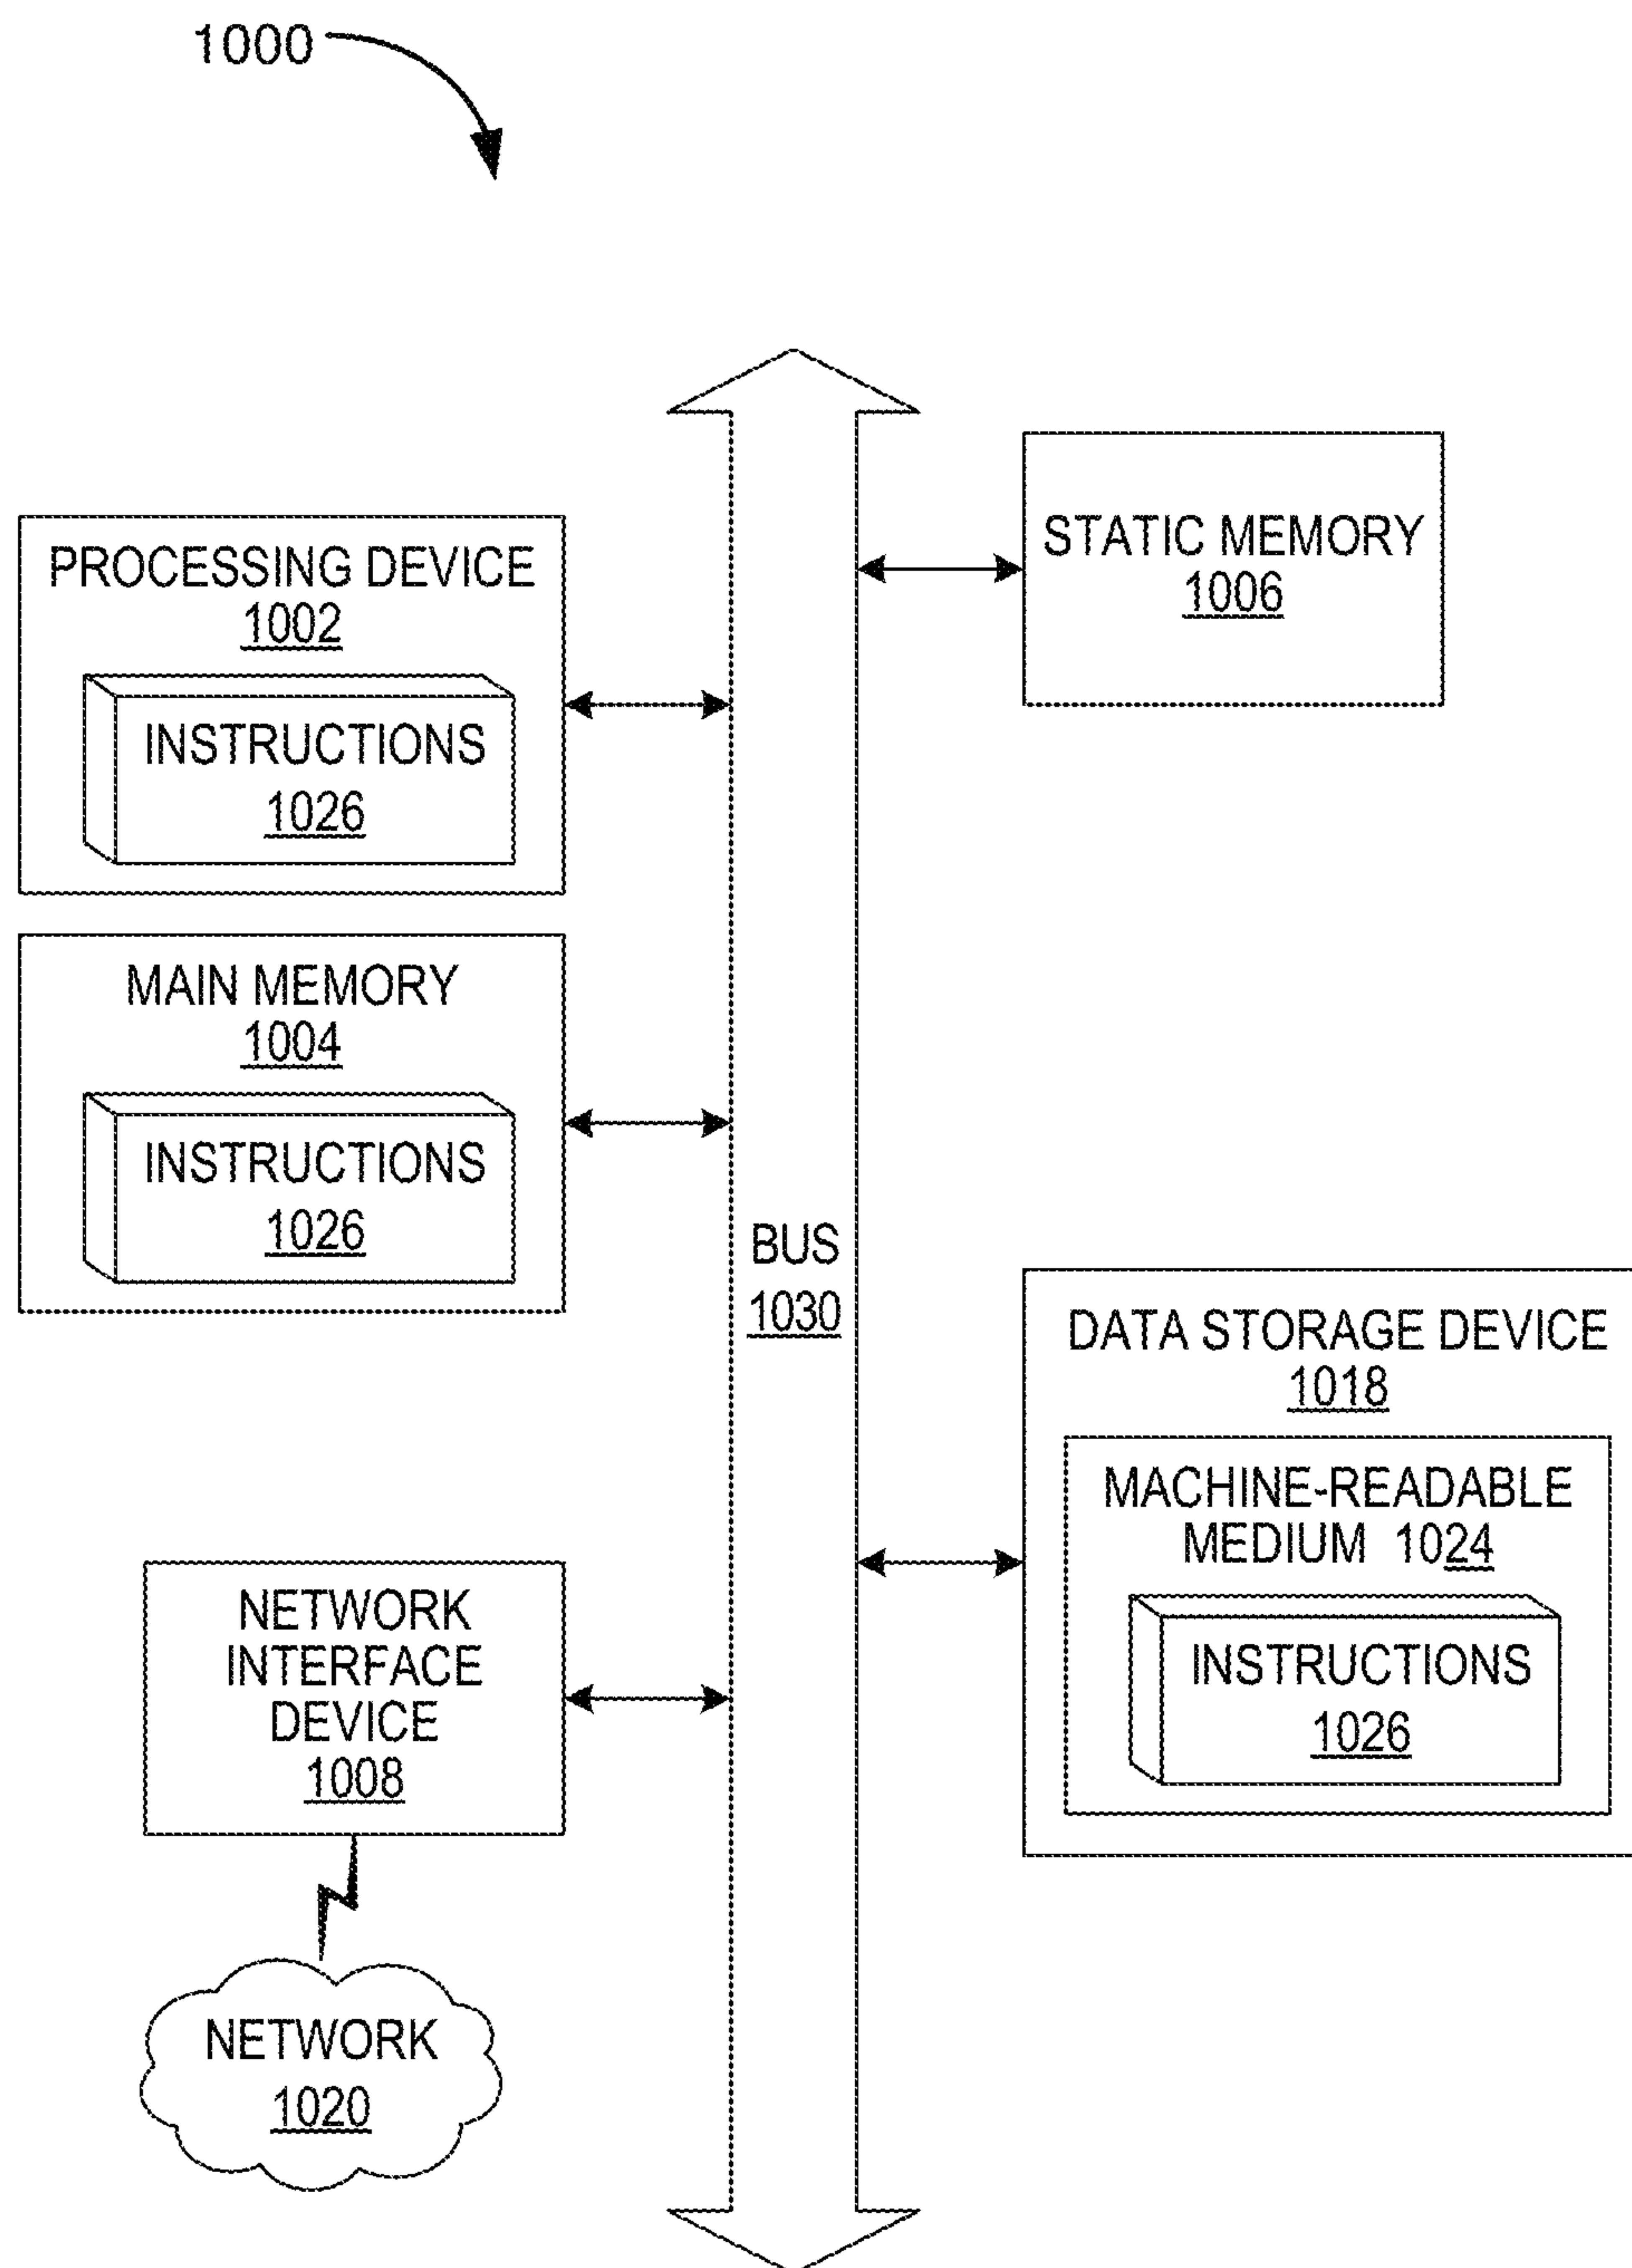 1000
PROCESSING DEVICE
1002
INSTRUCTIONS
1026
STATIC MEMORY
1006
MAIN MEMORY
1004
INSTRUCTIONS
1026
BUS
1030
DATA STORAGE DEVICE
1018
MACHINE-READABLE
MEDIUM 1024
INSTRUCTIONS
1026
NETWORK
INTERFACE
DEVICE
1008
NETWORK
1020